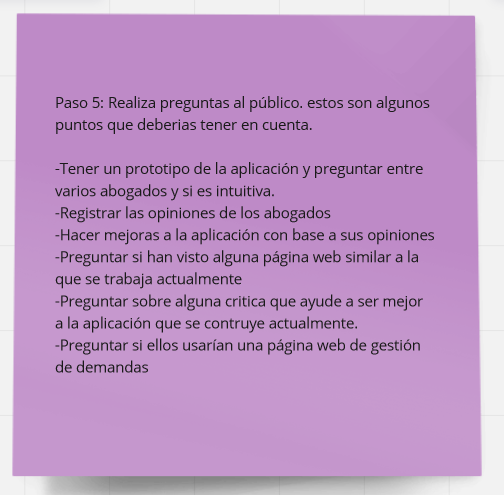 Paso 5: Realiza preguntas al público. estos son algunos
puntos que deberias tener en cuenta.
-Tener un prototipo de la aplicación y preguntar entre
varios abogados y si es intuitiva.
-Registrar las opiniones de los abogados
-Hacer mejoras a la aplicación con base a sus opiniones
-Preguntar si han visto alguna página web similar a la
que se trabaja actualmente
-Preguntar sobre alguna critica que ayude a ser mejor
a la aplicación que se contruye actualmente.
-Preguntar si ellos usarían una página web de gestión
de demandas